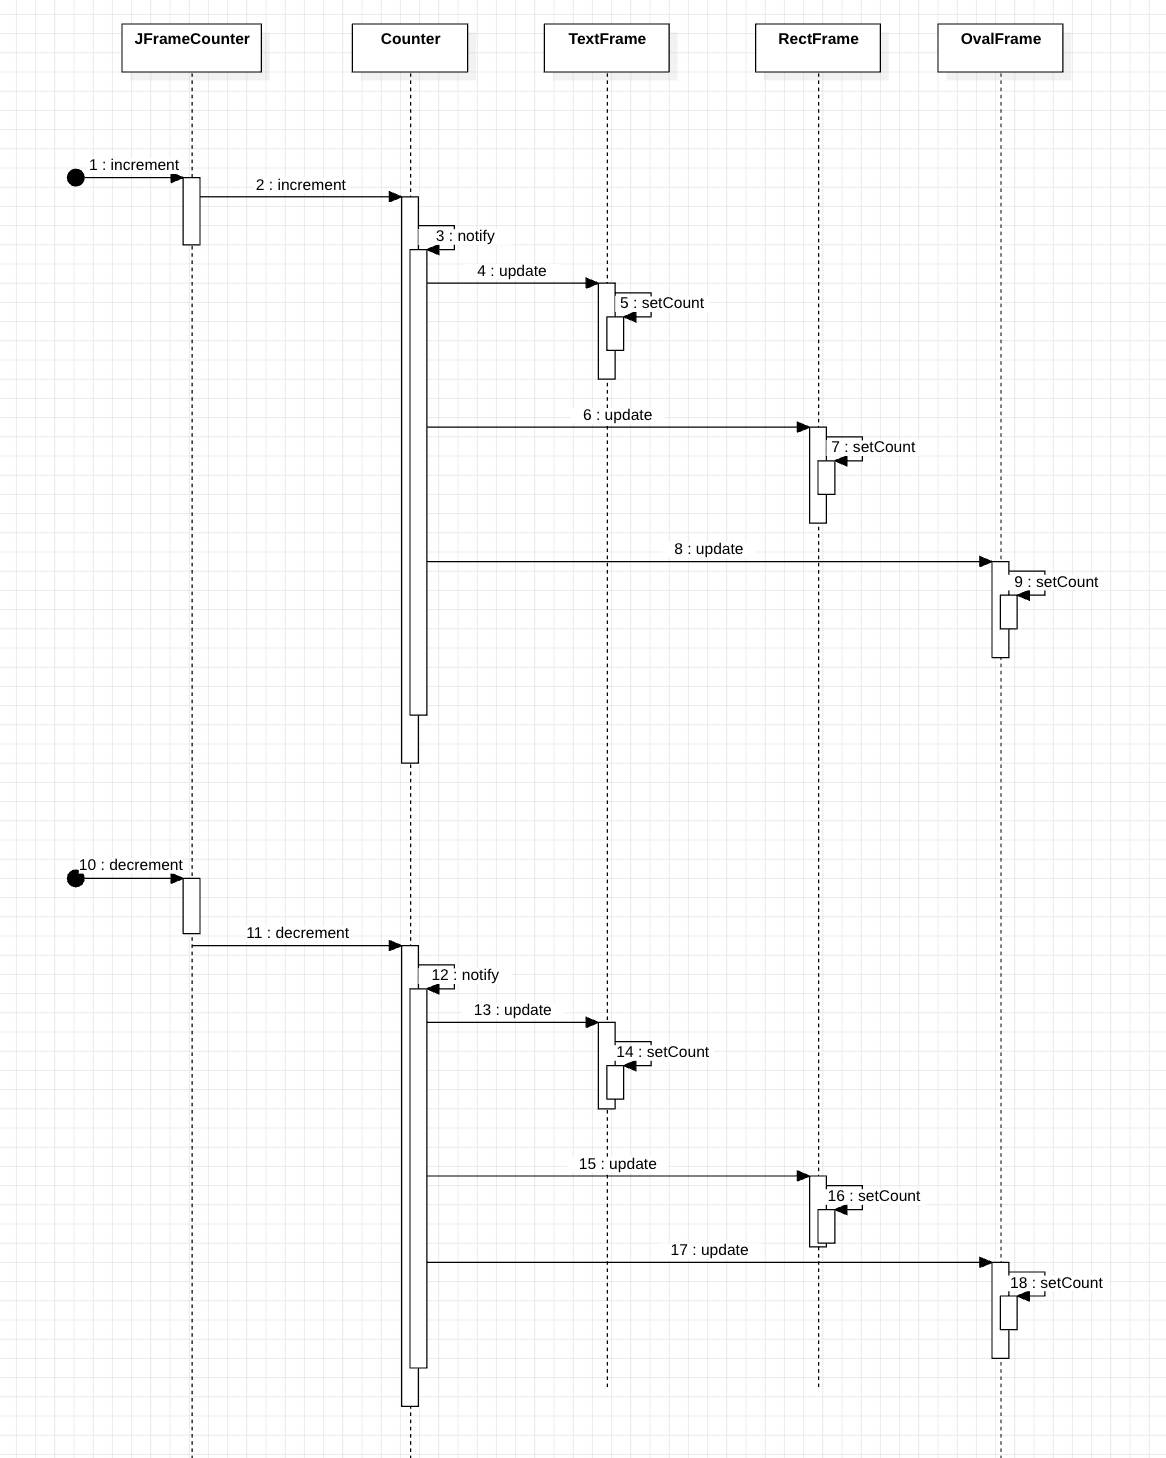 JFrameCounter
Counter
TextFrame
RectFrame
OvalFrame
1 : increment
2 : increment
3 : notify
4 : update
5 : setCount
6 : update
7 : setCount
8 : update
9 : setCount
10 : decrement
11 : decrement
12 : notify
13 : update
14 : setCount
15 : update
16 : setCount
17 : update
18 : setCount